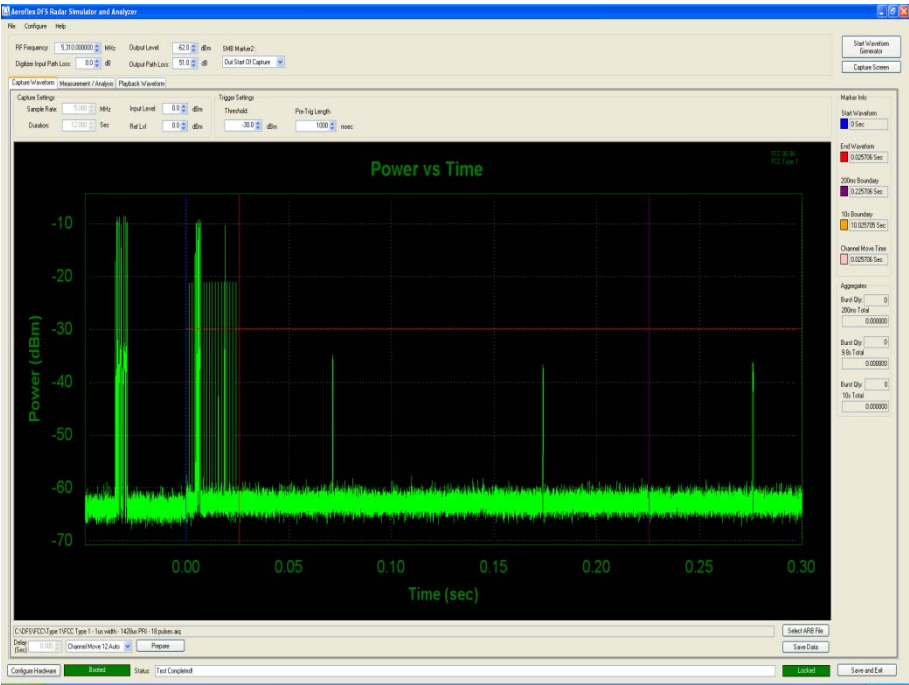 Aeroflex DFS Radar Simulator and Analyzer
File Configure Help
RF Frequency: 5,310.000000 MHz Output Level: -62.0 dBm SMB Marker2:
Digitizer Input Path Loss: 0.0 dB Output Path Loss: 51.0 dB Out Start Of Capture
Start Waveform Generator
Capture Screen
Capture Waveform Measurement / Analysis Playback Waveform
Capture Settings
Sample Rate: 5.000 MHz Input Level: 0.0 dBm
Duration: 12.000 Sec Ref Lvl 0.0 dBm
Trigger Settings
Threshold: Pre-Trig Length:
-30.0 dBm 1000 msec
Power vs Time
FCC Type 1
-10
-20
-30
-40
-50
-60
-70
Power (dBm)
0.00 0.05 0.10 0.15 0.20 0.25 0.30
Time (sec)
Marker Info
Start Waveform
0 Sec
End Waveform
0.025706 Sec
200ms Boundary
0.225706 Sec
10s Boundary
10.025705 Sec
Channel Move Time
0.025706 Sec
Aggregates
Burst Qty: 0
200ms Total
0.000000
Burst Qty: 0
9.8s Total
0.000000
Burst Qty: 0
10s Total
0.000000
C:\DFS\FCC\Type 1\FCC Type 1 - 1us width - 1428us PRI - 18 pulses.aiq
Select ARB File
Delay (Sec) 0.000 Channel Move 12 Auto Prepare
Save Data
Configure Hardware Booted Status: Test Completed! Locked Save and Exit